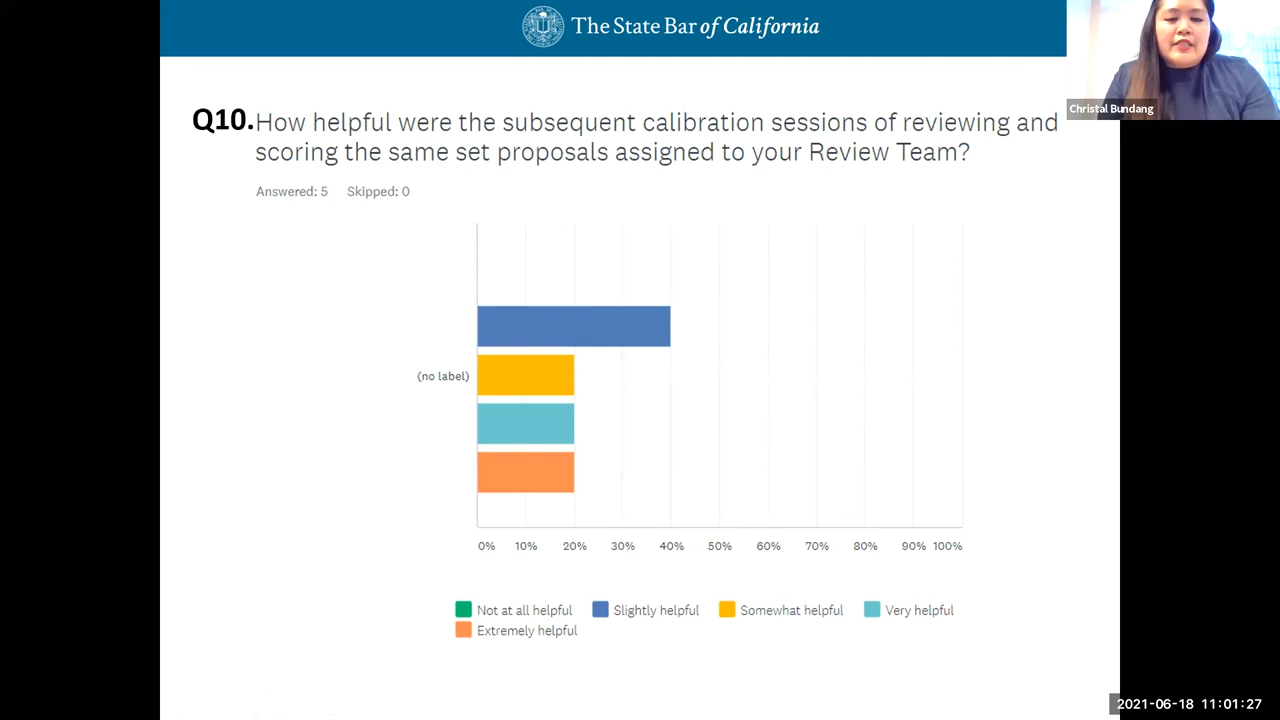 The State Bar of California
Christal Bundang
Q10. How helpful were the subsequent calibration sessions of reviewing and
scoring the same set proposals assigned to your Review Team?
Answered: 5 Skipped: 0
(no label)
0% 10% 20% 30% 40% 50% 60% 70% 80% 90% 100%
Not at all helpful Slightly helpful Somewhat helpful Very helpful
Extremely helpful
2021-06-18 11:01:27